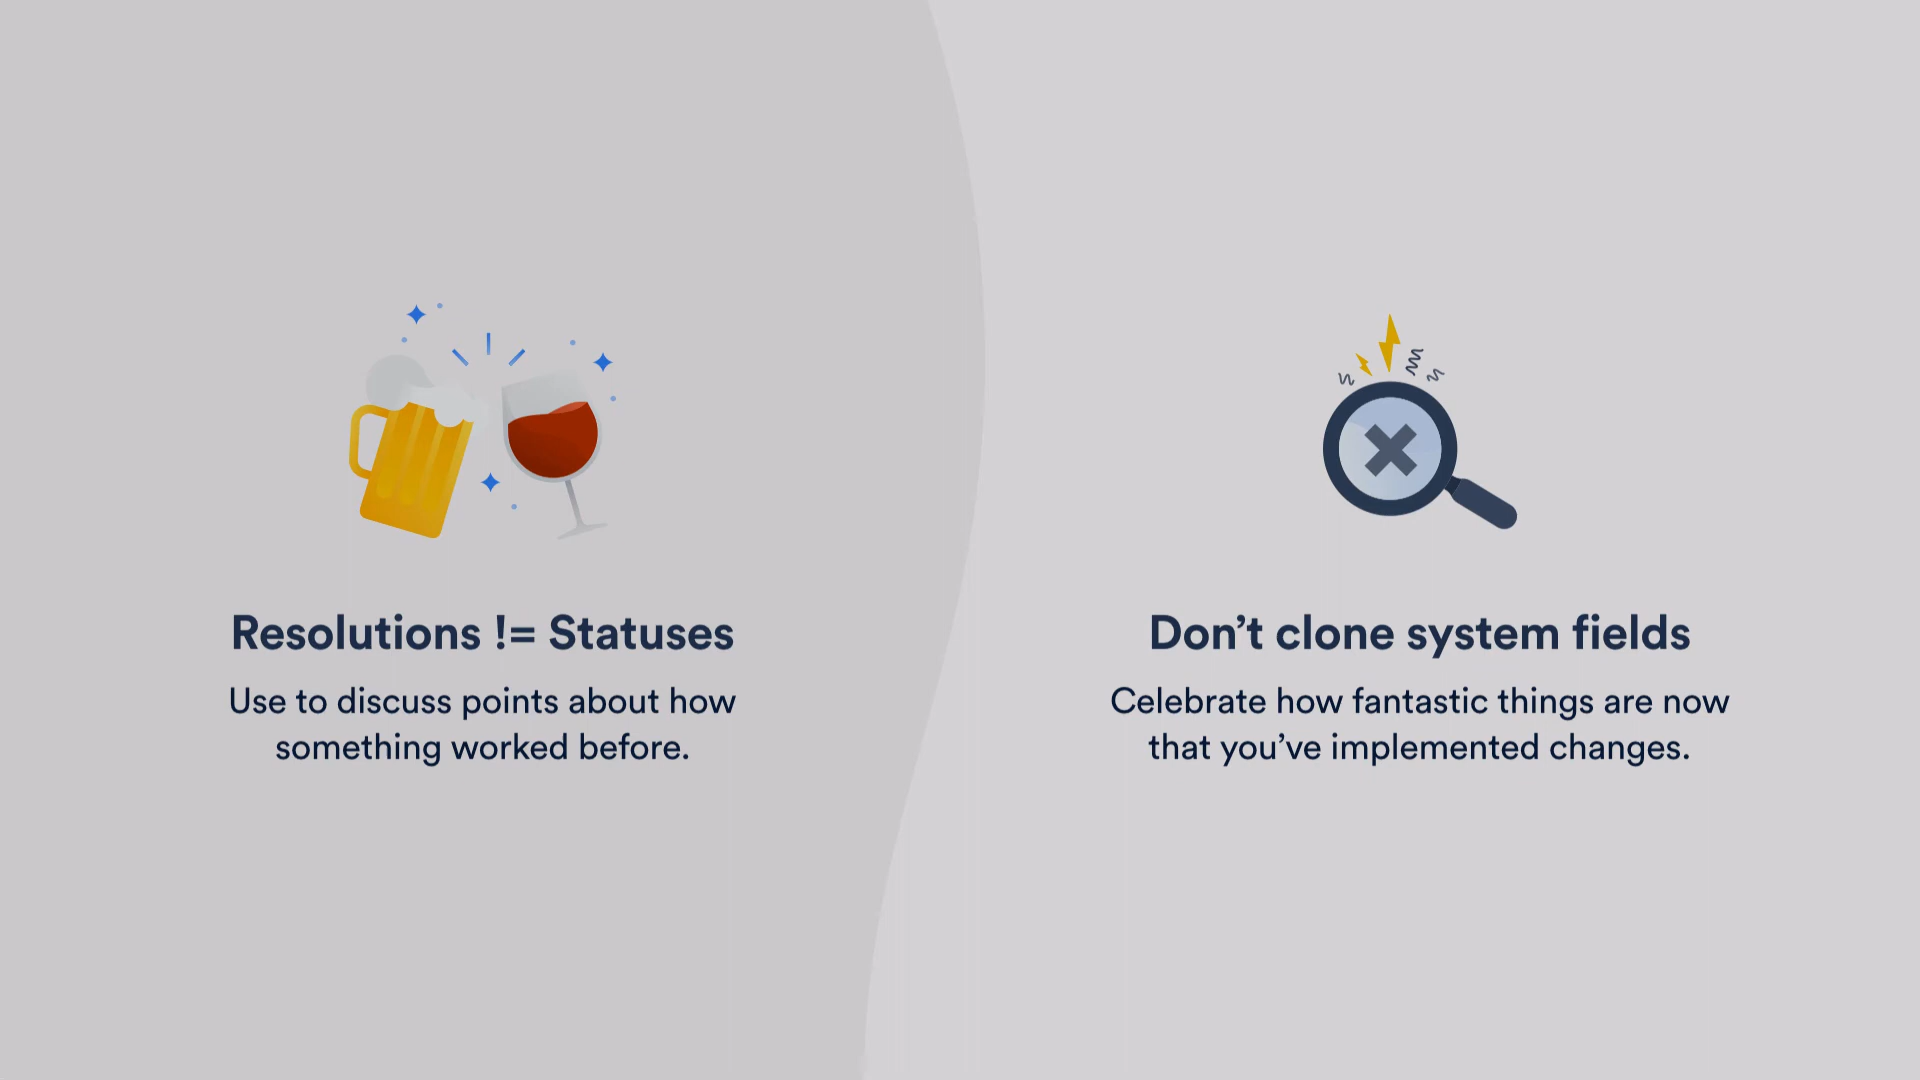 Resolutions != Statuses
Use to discuss points about how
something worked before.
Don’t clone system fields
Celebrate how fantastic things are now
that you’ve implemented changes.